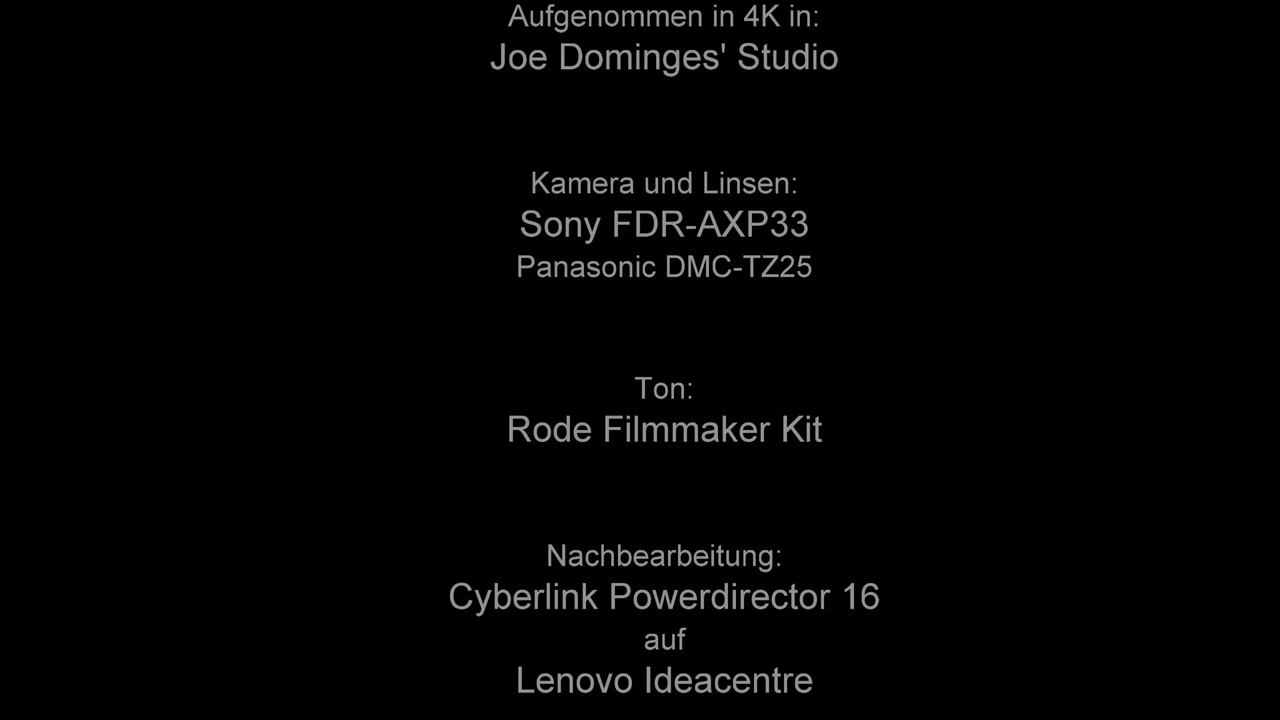 Aufgenommen in 4K in:
Joe Dominges' Studio
Kamera und Linsen:
Sony FDR-AXP33
Panasonic DMC-TZ25
Ton:
Rode Filmmaker Kit
Nachbearbeitung:
Cyberlink Powerdirector 16
auf
Lenovo Ideacentre